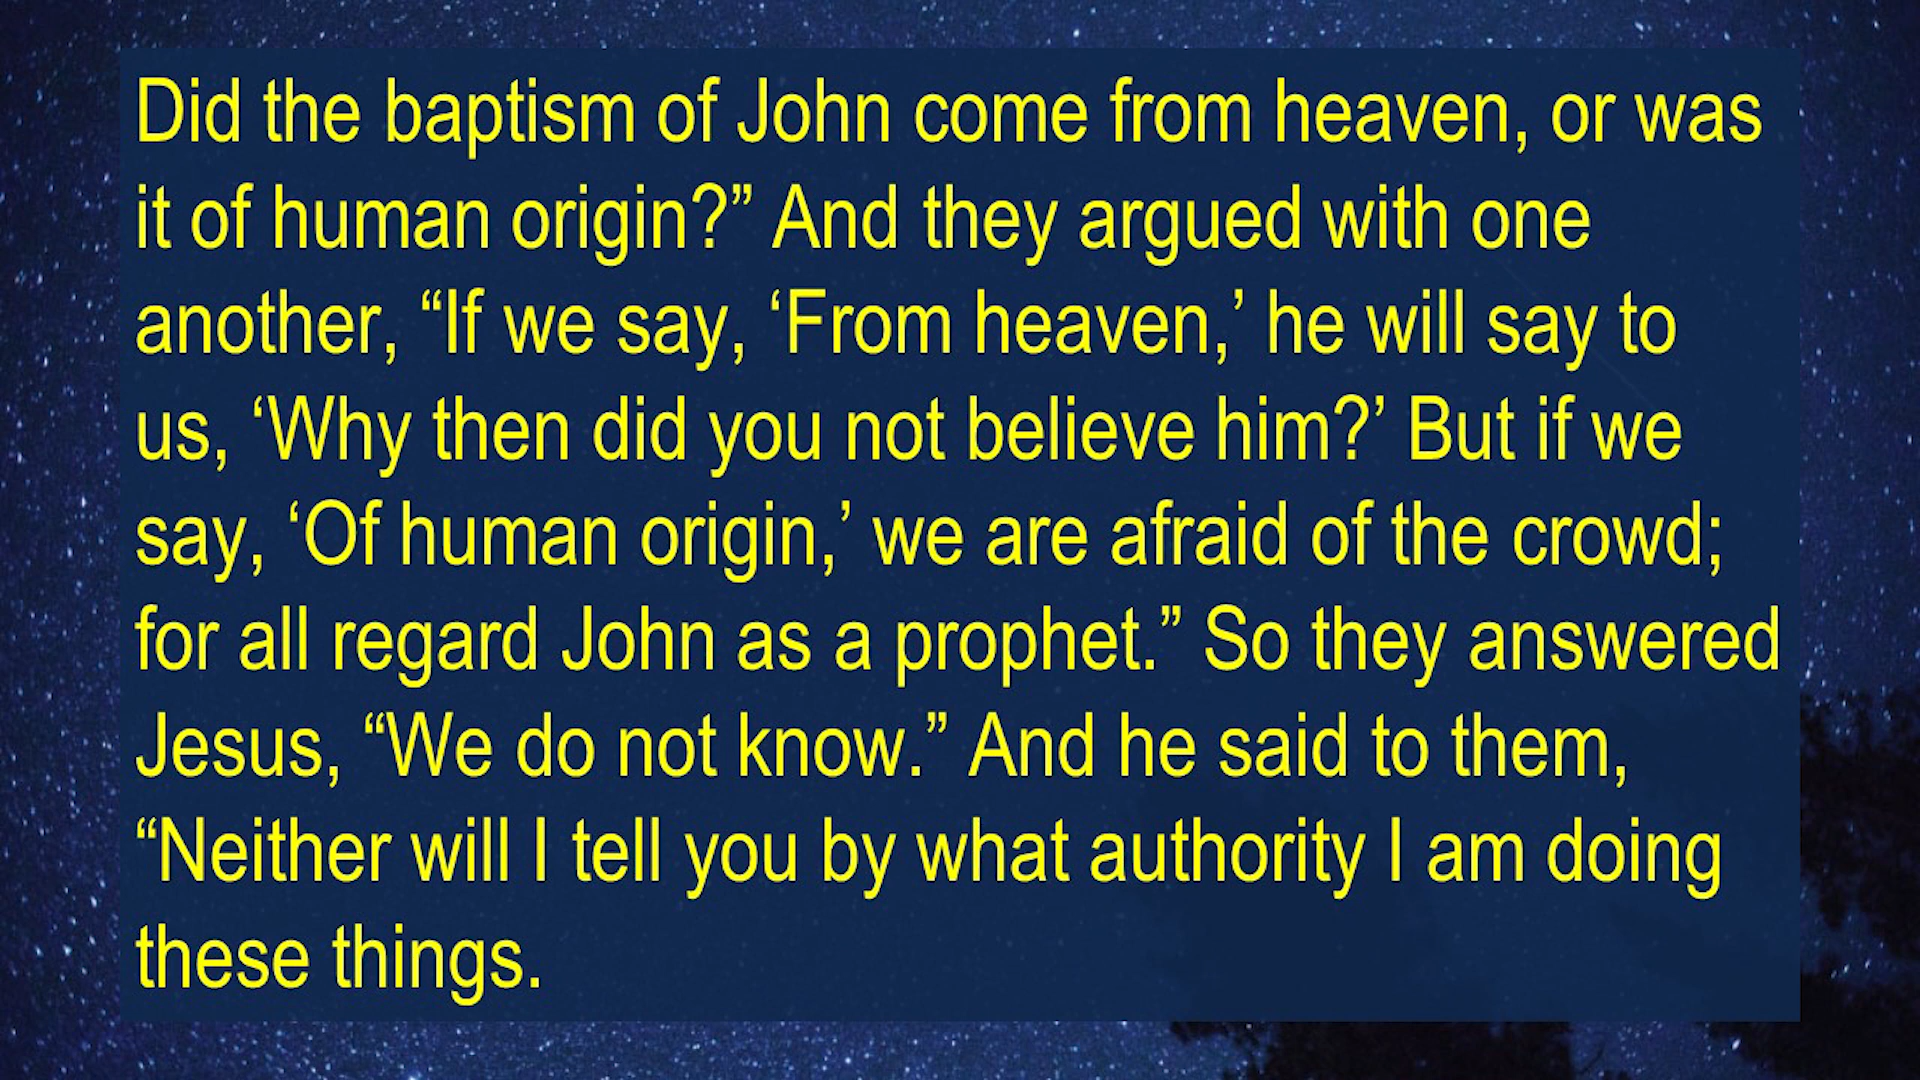 Did the baptism of John come from heaven, or was
it of human origin?” And they argued with one
another, “If we say, ‘From heaven,’ he will say to
us, ‘Why then did you not believe him?’ But if we
say, ‘Of human origin,’ we are afraid of the crowd;
for all regard John as a prophet.” So they answered
Jesus, “We do not know.” And he said to them,
“Neither will I tell you by what authority I am doing
these things.